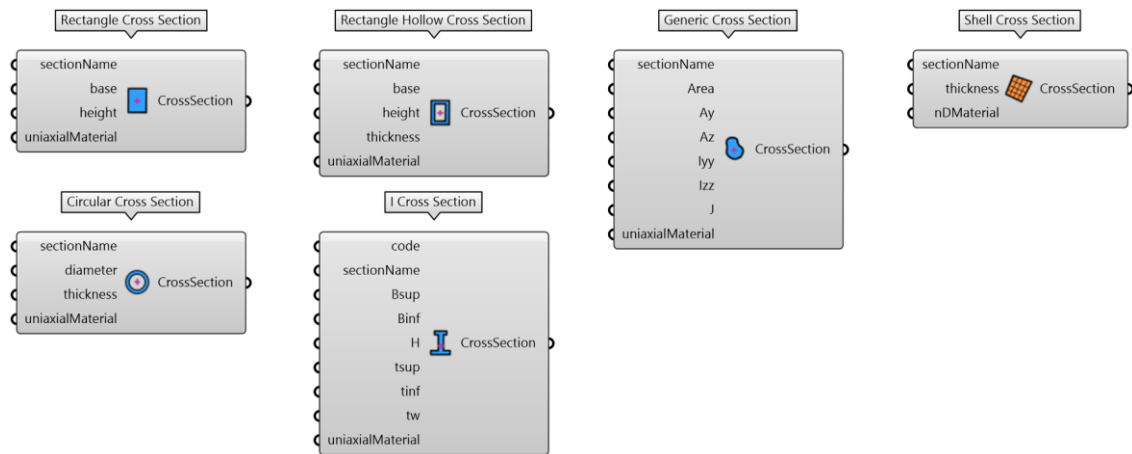 Rectangle Cross Section
sectionName
base
height
uniaxialMaterial
CrossSection
Rectangle Hollow Cross Section
sectionName
base
height
thickness
uniaxialMaterial
CrossSection
Generic Cross Section
sectionName
Area
Ay
Az
Iyy
Izz
J
uniaxialMaterial
CrossSection
Shell Cross Section
sectionName
thickness
nDMaterial
CrossSection
Circular Cross Section
sectionName
diameter
thickness
uniaxialMaterial
CrossSection
I Cross Section
code
sectionName
Bsup
Binf
H
tsup
tinf
tw
uniaxialMaterial
CrossSection